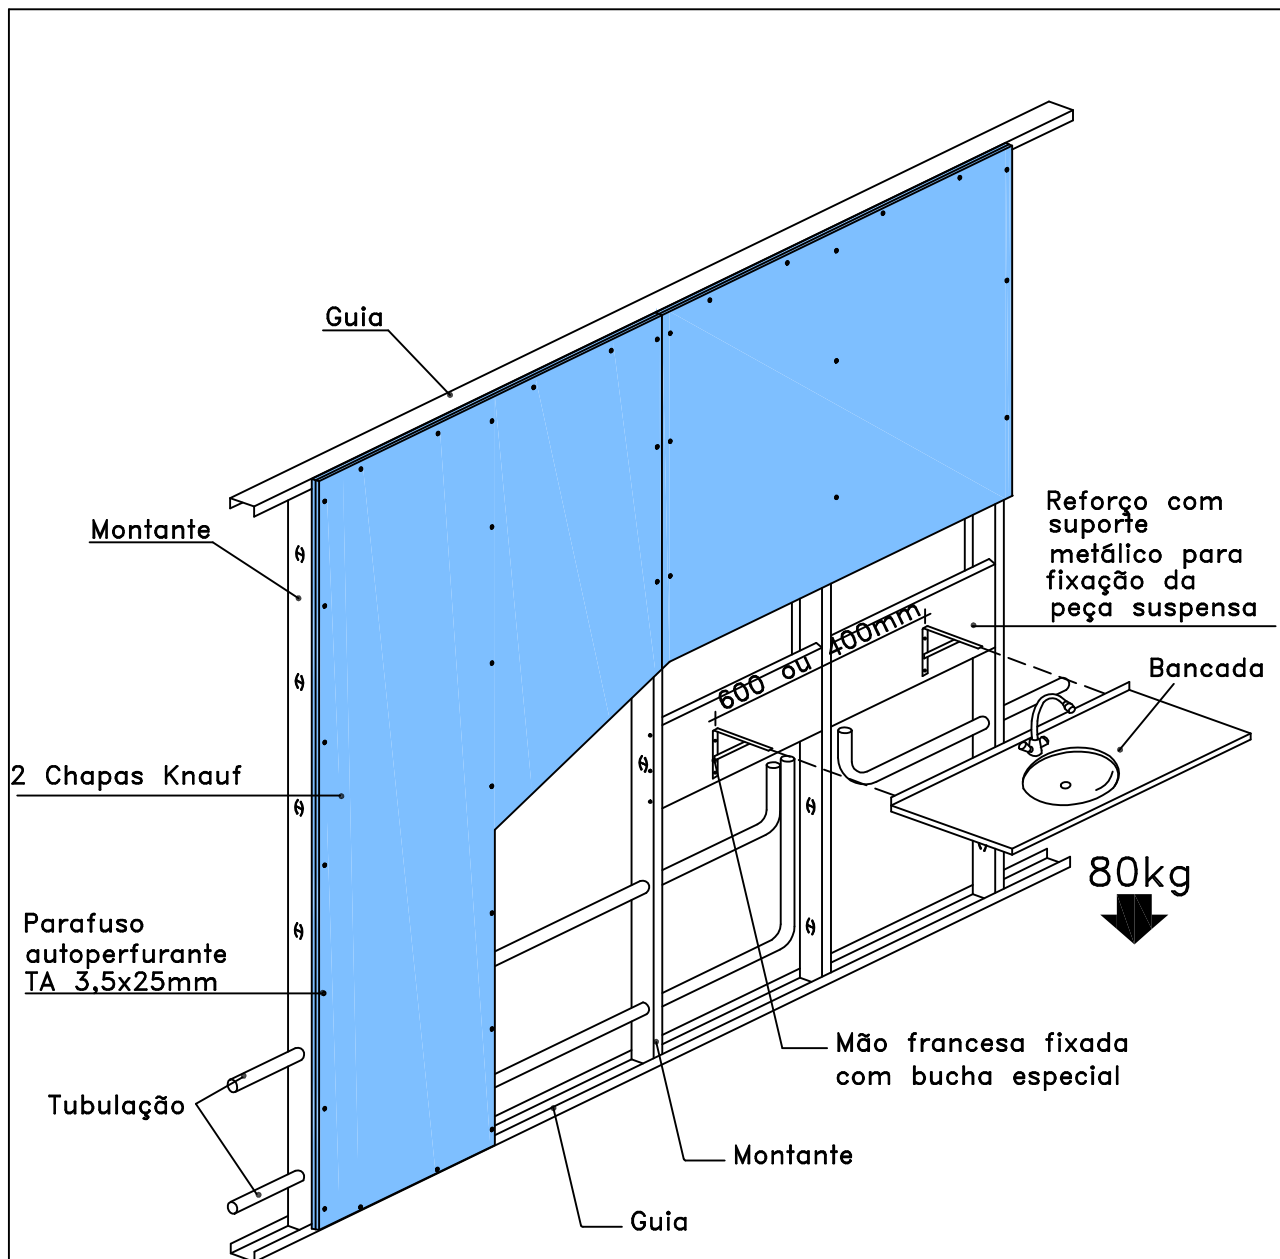 Guia
Montante
Reforço com
suporte
metálico para
fixação da
peça suspensa
600 ou 400mm
Bancada
2 Chapas Knauf
80kg
Parafuso
autoperfurante
TA 3,5x25mm
Mão francesa fixada
com bucha especial
Tubulação
Montante
Guia